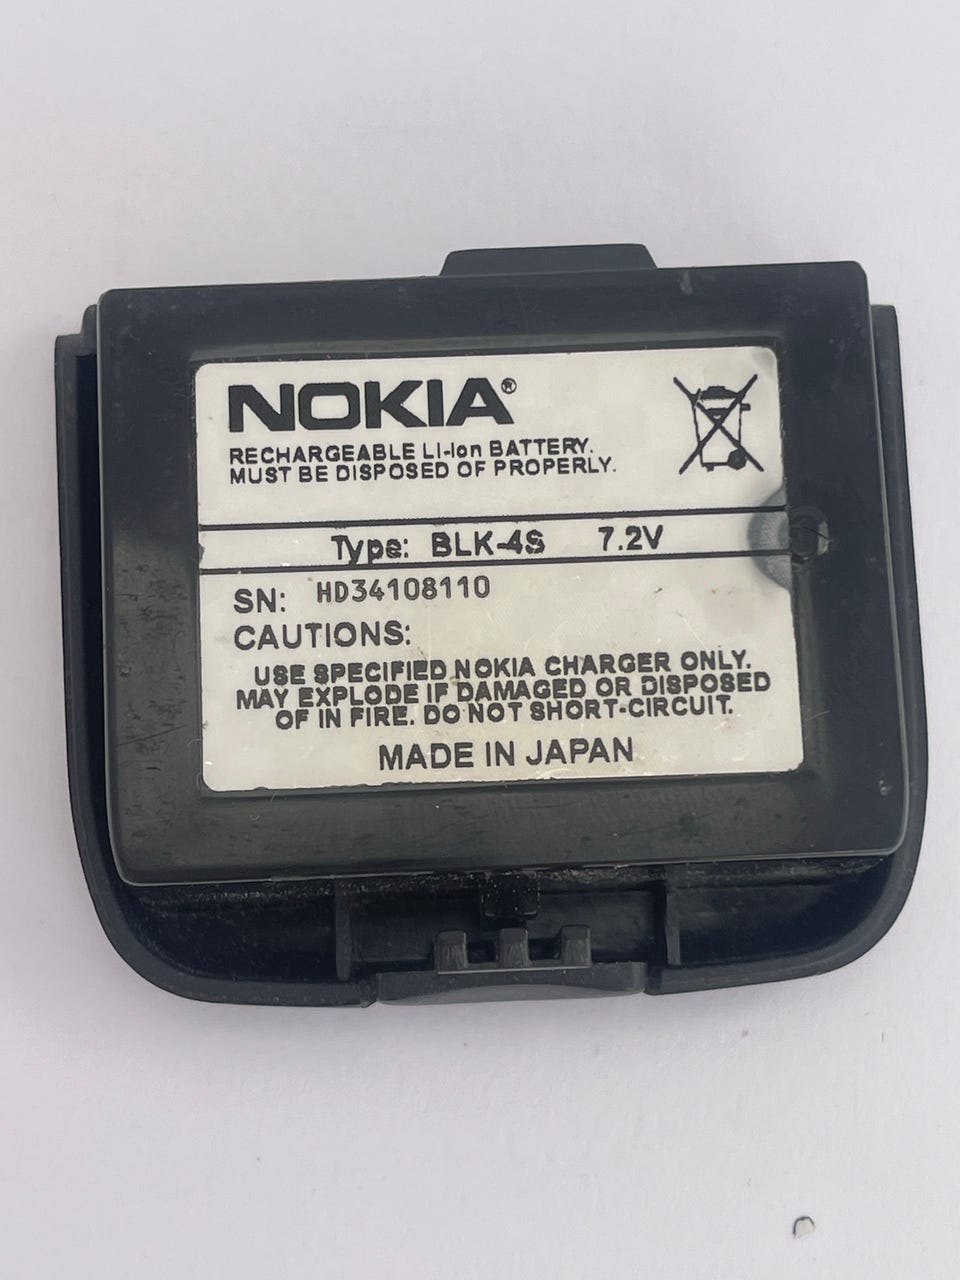 NOKIA®
RECHARGEABLE LI-Ion BATTERY.
MUST BE DISPOSED OF PROPERLY.
Type: BLK-4S 7.2V
SN: HD34108110
CAUTIONS:
USE SPECIFIED NOKIA CHARGER ONLY.
MAY EXPLODE IF DAMAGED OR DISPOSED
OF IN FIRE. DO NOT SHORT-CIRCUIT.
MADE IN JAPAN